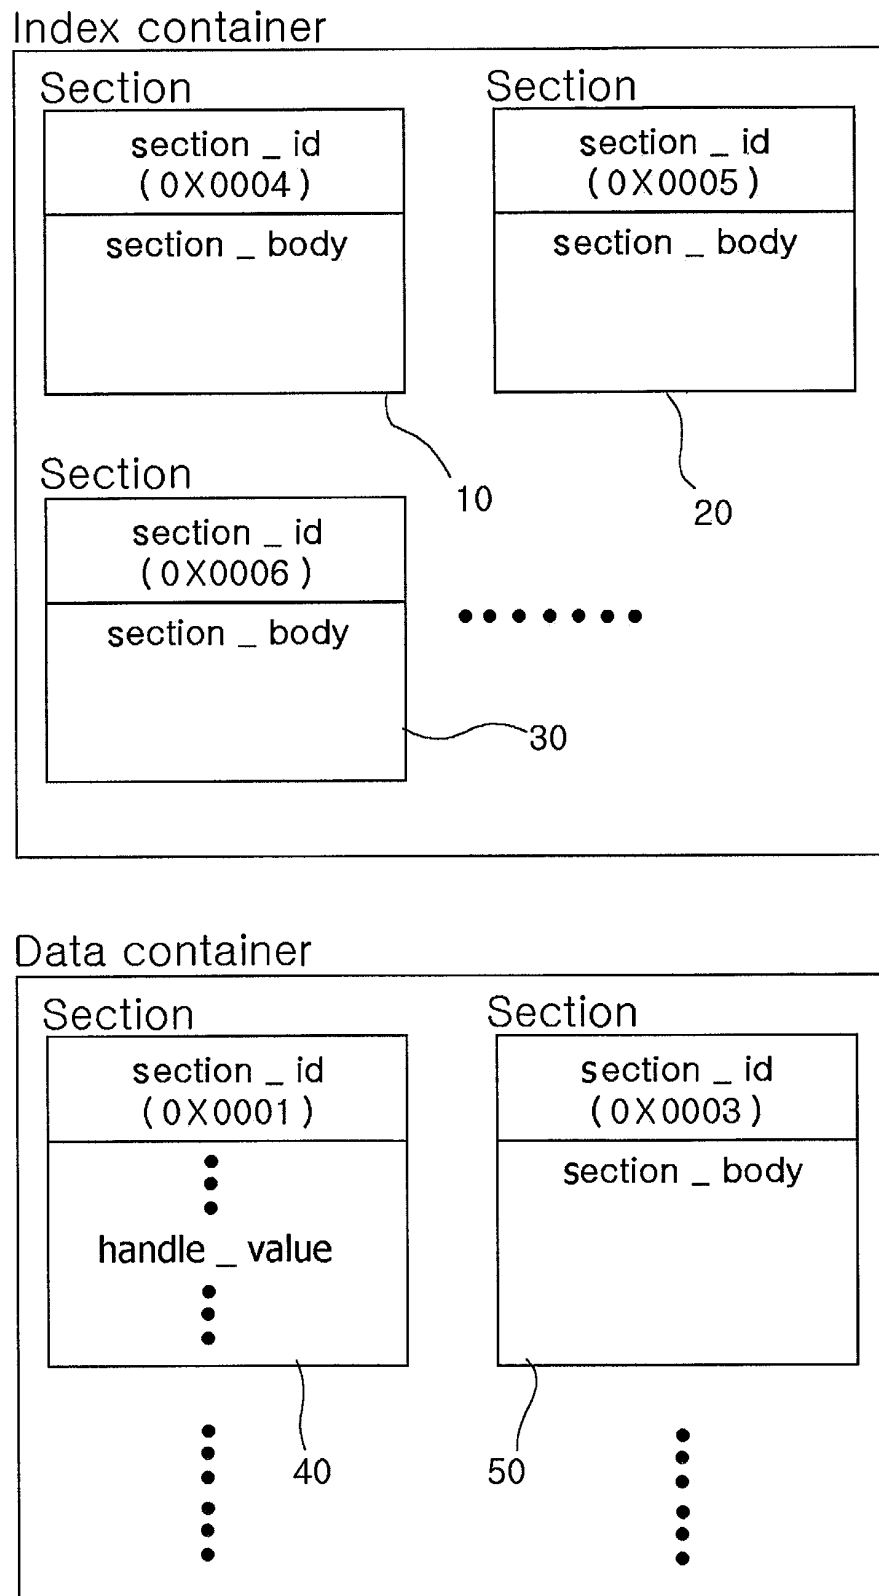 Index container
Section
section _ id
(0X0004)
section _ body
10
Section
section _ id
(0X0005)
section _ body
20
Section
section _ id
(0X0006)
section _ body
30
Data container
Section
section _ id
(0X0001)
handle _ value
40
Section
section _ id
(0X0003)
section _ body
50